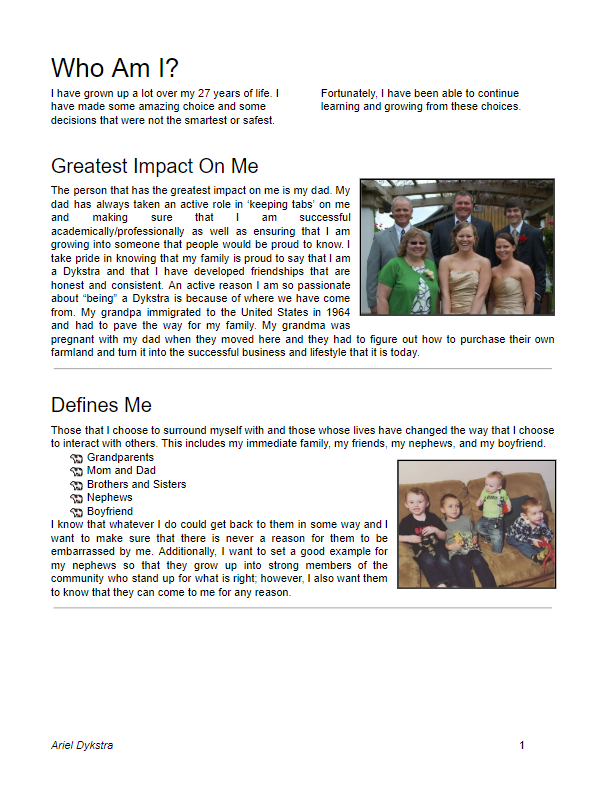 Who Am I?
I have grown up a lot over my 27 years of life. I
have made some amazing choice and some
decisions that were not the smartest or safest.
Fortunately, I have been able to continue
learning and growing from these choices.
Greatest Impact On Me
The person that has the greatest impact on me is my dad. My
dad has always taken an active role in ‘keeping tabs’ on me
and making sure that I am successful
academically/professionally as well as ensuring that I am
growing into someone that people would be proud to know. I
take pride in knowing that my family is proud to say that I am
a Dykstra and that I have developed friendships that are
honest and consistent. An active reason I am so passionate
about “being” a Dykstra is because of where we have come
from. My grandpa immigrated to the United States in 1964
and had to pave the way for my family. My grandma was
pregnant with my dad when they moved here and they had to figure out how to purchase their own
farmland and turn it into the successful business and lifestyle that it is today.
Defines Me
Those that I choose to surround myself with and those whose lives have changed the way that I choose
to interact with others. This includes my immediate family, my friends, my nephews, and my boyfriend.
Grandparents
Mom and Dad
Brothers and Sisters
Nephews
Boyfriend
I know that whatever I do could get back to them in some way and I
want to make sure that there is never a reason for them to be
embarrassed by me. Additionally, I want to set a good example for
my nephews so that they grow up into strong members of the
community who stand up for what is right; however, I also want them
to know that they can come to me for any reason.
Ariel Dykstra 1